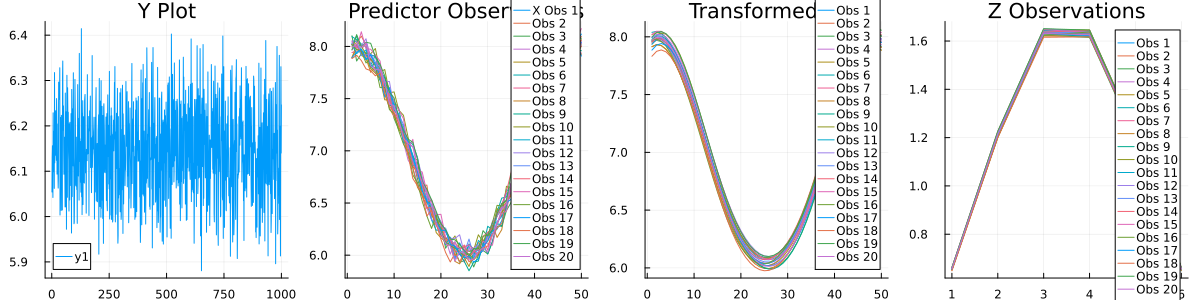 Y Plot
6.4
6.3
6.2
6.1
6.0
5.9
0
250
500
750
1000
y1
Predictor Obser
8.0
7.5
7.0
6.5
6.0
0
10
20
30
40
50
X Obs 1
Obs 2
Obs 3
Obs 4
Obs 5
Obs 6
Obs 7
Obs 8
Obs 9
Obs 10
Obs 11
Obs 12
Obs 13
Obs 14
Obs 15
Obs 16
Obs 17
Obs 18
Obs 19
Obs 20
Transformed
8.0
7.5
7.0
6.5
6.0
0
10
20
30
40
50
Obs 1
Obs 2
Obs 3
Obs 4
Obs 5
Obs 6
Obs 7
Obs 8
Obs 9
Obs 10
Obs 11
Obs 12
Obs 13
Obs 14
Obs 15
Obs 16
Obs 17
Obs 18
Obs 19
Obs 20
Z Observations
1.6
1.4
1.2
1.0
0.8
1
2
3
4
5
Obs 1
Obs 2
Obs 3
Obs 4
Obs 5
Obs 6
Obs 7
Obs 8
Obs 9
Obs 10
Obs 11
Obs 12
Obs 13
Obs 14
Obs 15
Obs 16
Obs 17
Obs 18
Obs 19
Obs 20